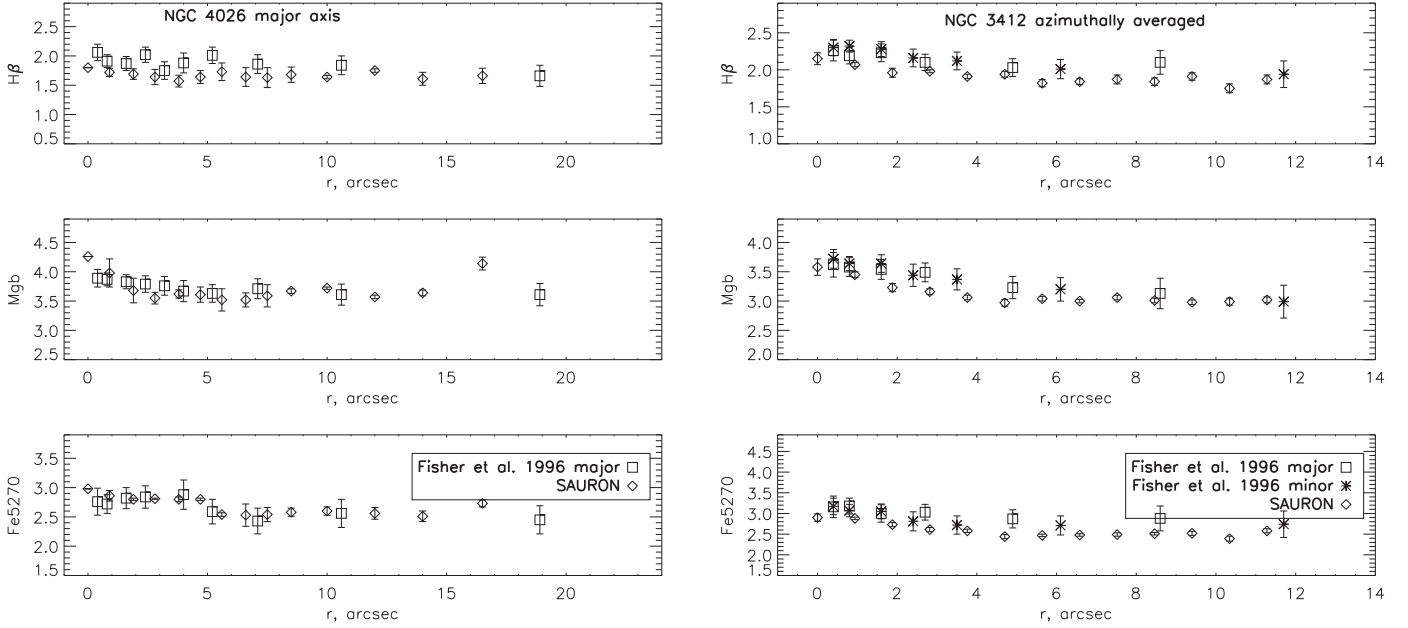 NGC 4026 major axis
2.5
2.0
1.5
1.0
0.5
Hβ
0 5 10 15 20
r, arcsec
4.5
4.0
3.5
3.0
2.5
Mgb
0 5 10 15 20
r, arcsec
3.5
3.0
2.5
2.0
1.5
Fe5270
Fisher et al. 1996 major
SAURON
0 5 10 15 20
r, arcsec
NGC 3412 azimuthally averaged
2.5
2.0
1.5
1.0
Hβ
0 2 4 6 8 10 12 14
r, arcsec
4.0
3.5
3.0
2.5
2.0
Mgb
0 2 4 6 8 10 12 14
r, arcsec
4.5
4.0
3.5
3.0
2.5
2.0
1.5
Fe5270
Fisher et al. 1996 major
Fisher et al. 1996 minor
SAURON
0 2 4 6 8 10 12 14
r, arcsec